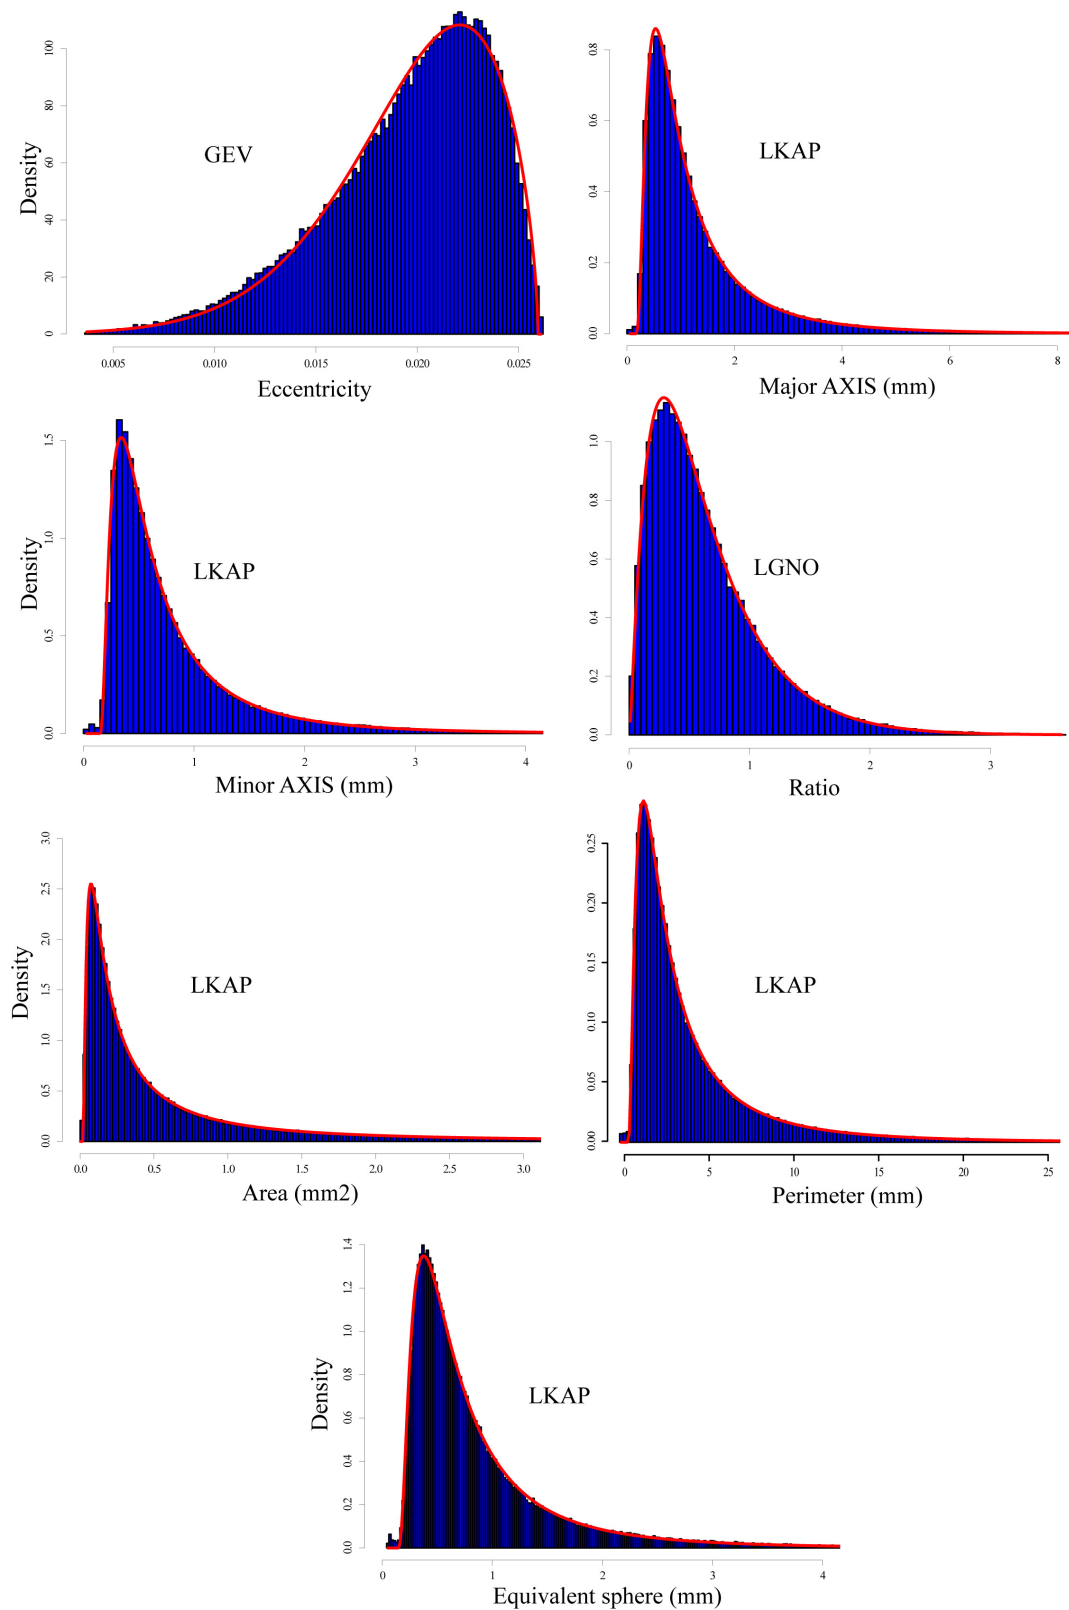 Density
100
80
60
40
20
0
GEV
0.005 0.010 0.015 0.020 0.025
Eccentricity
0.8
0.6
0.4
0.2
0.0
LKAP
0 2 4 6 8
Major AXIS (mm)
Density
1.5
1.0
0.5
0.0
LKAP
0 1 2 3 4
Minor AXIS (mm)
1.0
0.8
0.6
0.4
0.2
0.0
LGNO
0 1 2 3
Ratio
Density
3.0
2.5
2.0
1.5
1.0
0.5
0.0
LKAP
0.0 0.5 1.0 1.5 2.0 2.5 3.0
Area (mm2)
0.25
0.20
0.15
0.10
0.05
0.00
LKAP
0 5 10 15 20 25
Perimeter (mm)
Density
1.4
1.2
1.0
0.8
0.6
0.4
0.2
0.0
LKAP
0 1 2 3 4
Equivalent sphere (mm)